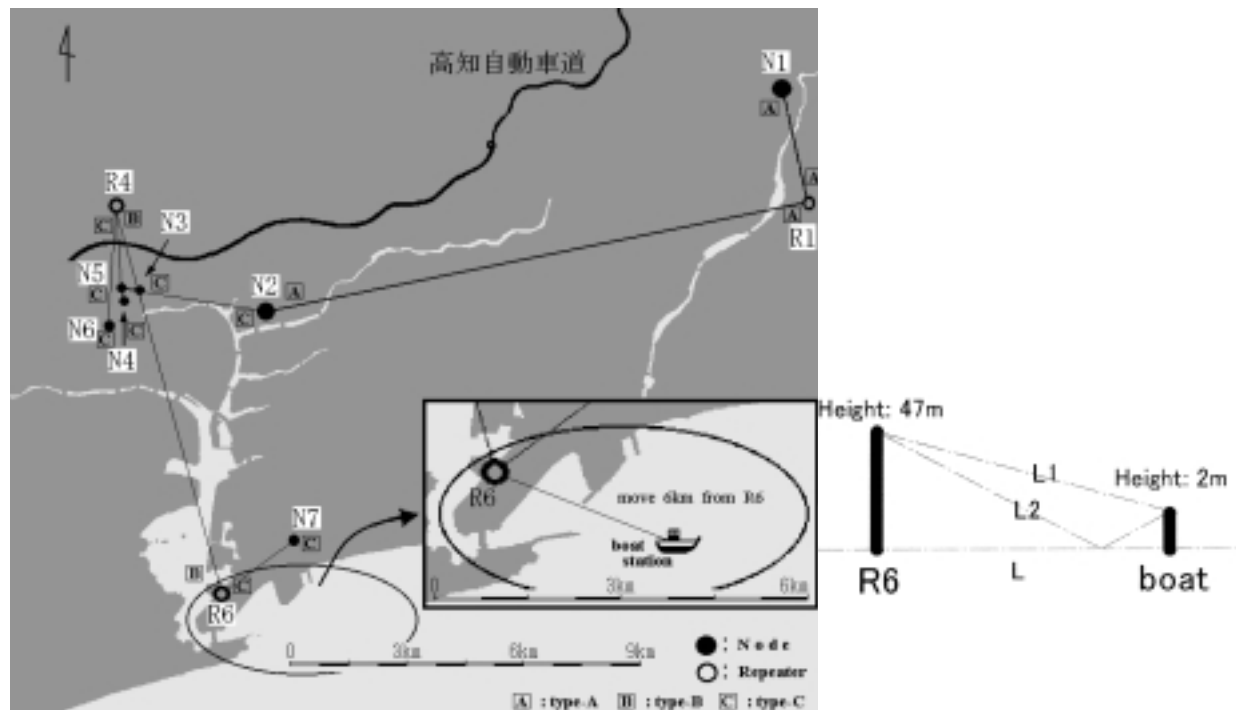 高知自動車道
N1
A
A
R4
C
B
N3
A
R1
N5
C
C
N2
A
C
N6
C
C
N4
Height: 47m
R6
move 6km from R6
boat
station
0
3km
6km
L1
Height: 2m
L2
L
R6
boat
N7
C
B
C
R6
0
3km
6km
9km
: Node
: Repeater
A : type-A B : type-B C : type-C